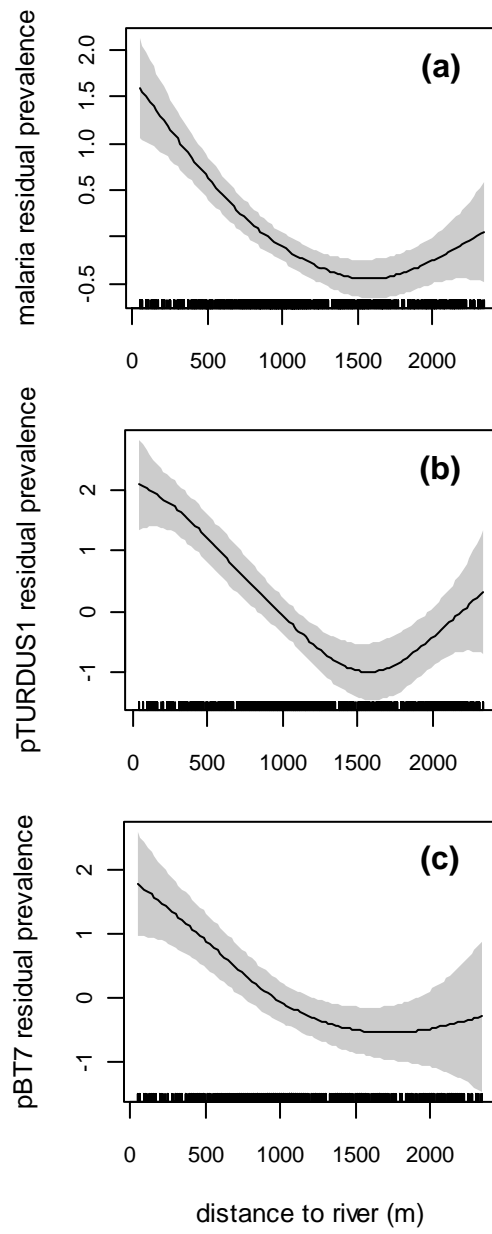 (a)
malaria residual prevalence
2.0
1.5
1.0
0.5
-0.5
0 500 1000 1500 2000
(b)
pTURDUS1 residual prevalence
2
1
0
-1
0 500 1000 1500 2000
(c)
pBT7 residual prevalence
2
1
0
-1
0 500 1000 1500 2000
distance to river (m)